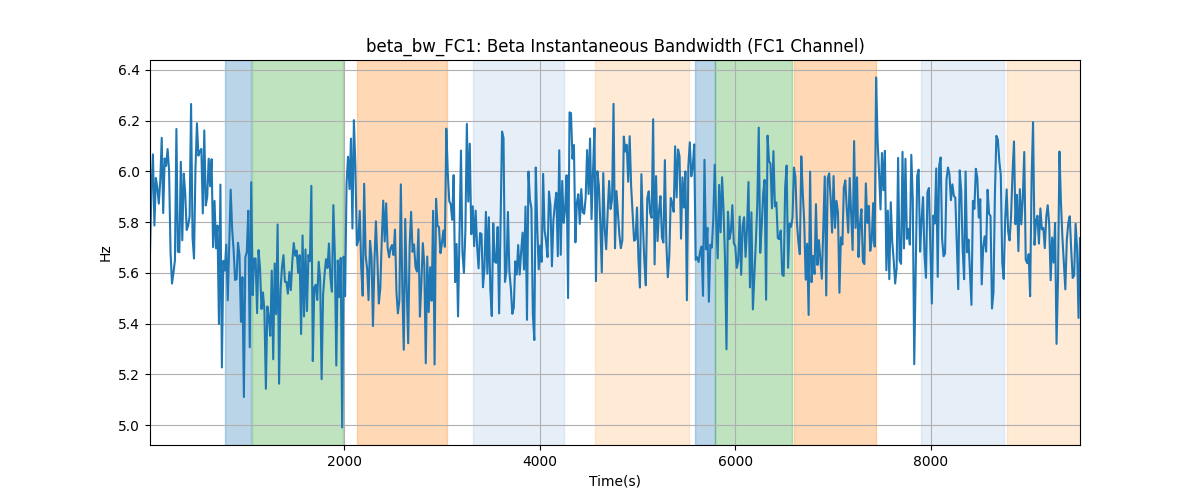 beta_bw_FC1: Beta Instantaneous Bandwidth (FC1 Channel)
6.4
6.2
6.0
5.8
5.6
5.4
5.2
5.0
Hz
2000 4000 6000 8000
Time(s)